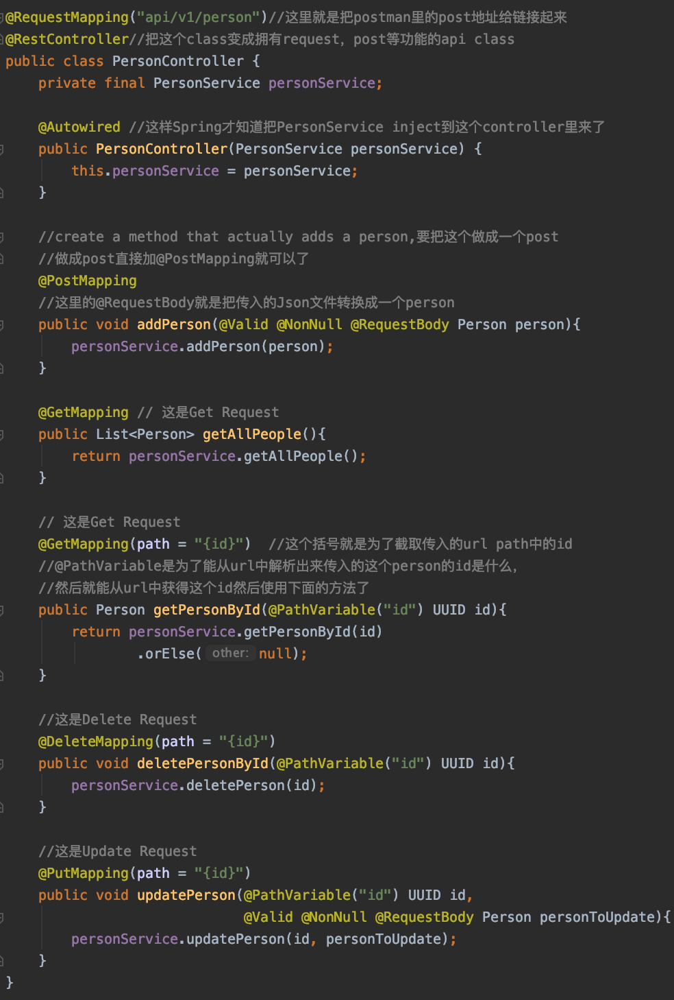 @RequestMapping("api/v1/person")//这里就是把postman里的post地址给链接起来
@RestController//把这个class变成拥有request，post等功能的api class
public class PersonController {
    private final PersonService personService;

    @Autowired //这样Spring才知道把PersonService inject到这个controller里来了
    public PersonController(PersonService personService) {
        this.personService = personService;
    }

    //create a method that actually adds a person,要把这个做成一个post
    //做成post直接加@PostMapping就可以了
    @PostMapping
    //这里的@RequestBody就是把传入的Json文件转换成一个person
    public void addPerson(@Valid @NonNull @RequestBody Person person){
        personService.addPerson(person);
    }

    @GetMapping // 这是Get Request
    public List<Person> getAllPeople(){
        return personService.getAllPeople();
    }

    // 这是Get Request
    @GetMapping(path = "{id}")  //这个括号就是为了截取传入的url path中的id
    //@PathVariable是为了能从url中解析出来传入的这个person的id是什么，
    //然后就能从url中获得这个id然后使用下面的方法了
    public Person getPersonById(@PathVariable("id") UUID id){
        return personService.getPersonById(id)
                .orElse( other: null);
    }

    //这是Delete Request
    @DeleteMapping(path = "{id}")
    public void deletePersonById(@PathVariable("id") UUID id){
        personService.deletePerson(id);
    }

    //这是Update Request
    @PutMapping(path = "{id}")
    public void updatePerson(@PathVariable("id") UUID id,
                             @Valid @NonNull @RequestBody Person personToUpdate){
        personService.updatePerson(id, personToUpdate);
    }
}